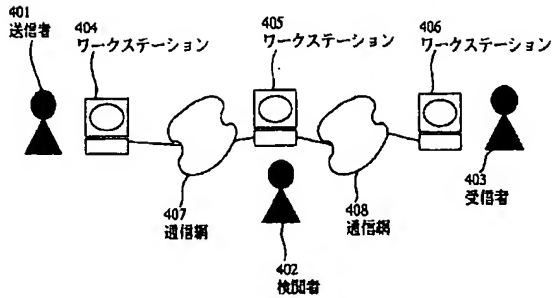 401
送信者
404
ワークステーション
405
ワークステーション
406
ワークステーション
407
通信網
402
検閲者
408
通信網
403
受信者